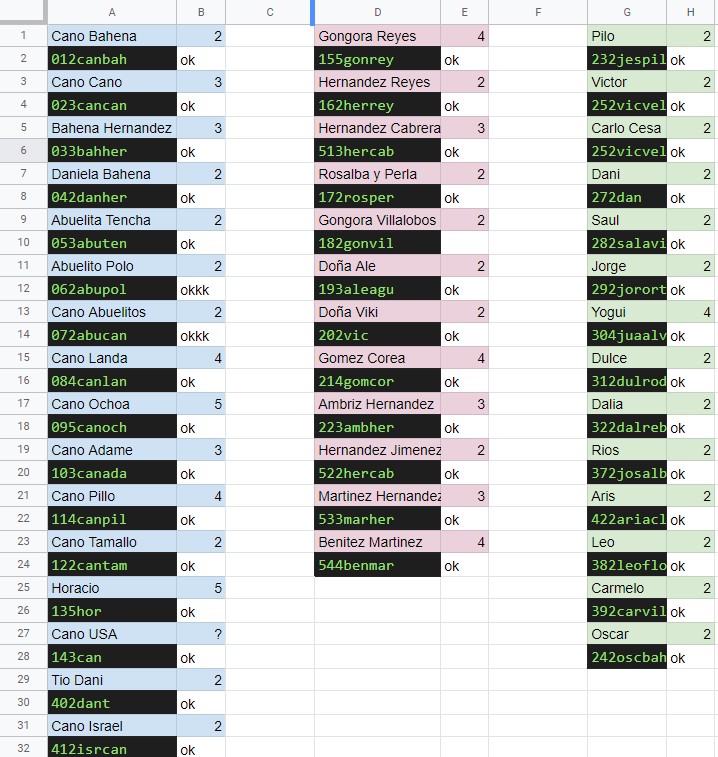 A B C D E F G H
1 Cano Bahena 2 Gongora Reyes 4 Pilo 2
2 012canbah ok 155gonrey ok 232jespil ok
3 Cano Cano 3 Hernandez Reyes 2 Victor 2
4 023cancan ok 162herrey ok 252vicvel ok
5 Bahena Hernandez 3 Hernandez Cabrera 3 Carlo Cesa 2
6 033bahher ok 513hercab ok 252vicvel ok
7 Daniela Bahena 2 Rosalba y Perla 2 Dani 2
8 042danher ok 172rosper ok 272dan ok
9 Abuelita Tencha 2 Gongora Villalobos 2 Saul 2
10 053abuten ok 182gonvil 282salavi ok
11 Abuelito Polo 2 Doña Ale 2 Jorge 2
12 062abupol okkk 193aleagu ok 292jorort ok
13 Cano Abuelitos 2 Doña Viki 2 Yogui 4
14 072abucan okkk 202vic ok 304juaalv ok
15 Cano Landa 4 Gomez Corea 4 Dulce 2
16 084canlan ok 214gomcor ok 312dulrod ok
17 Cano Ochoa 5 Ambriz Hernandez 3 Dalia 2
18 095canoch ok 223ambher ok 322dalreb ok
19 Cano Adame 3 Hernandez Jimenez 2 Rios 2
20 103canada ok 522hercab ok 372josalb ok
21 Cano Pillo 4 Martinez Hernandez 3 Aris 2
22 114canpil ok 533marher ok 422ariacl ok
23 Cano Tamallo 2 Benitez Martinez 4 Leo 2
24 122cantam ok 544benmar ok 382leoflo ok
25 Horacio 5 Carmelo 2
26 135hor ok 392carvil ok
27 Cano USA ? Oscar 2
28 143can ok 242oscbah ok
29 Tio Dani 2
30 402dant ok
31 Cano Israel 2
32 412isrcan ok